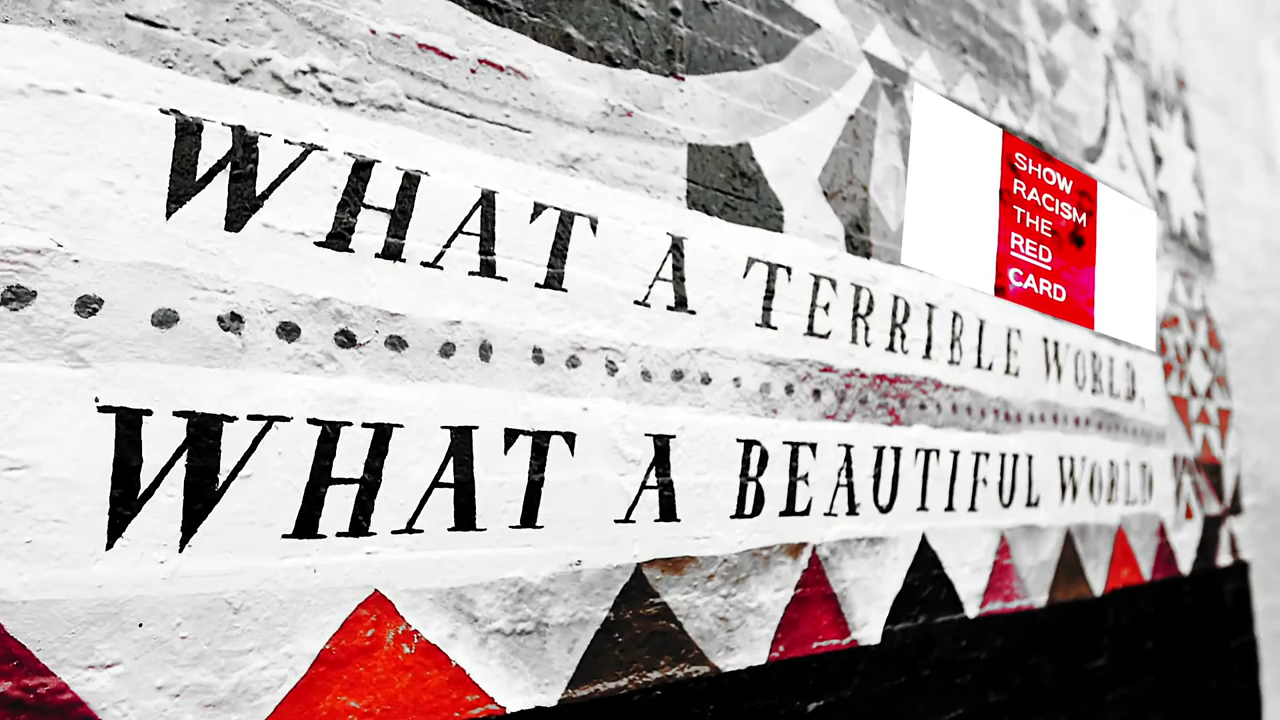 WHAT A TERRIBLE WORLD,
WHAT A BEAUTIFUL WORLD
SHOW
RACISM
THE
RED
CARD